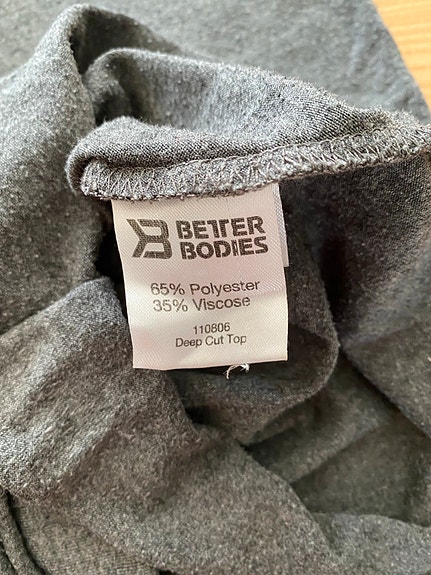 BETTER
BODIES
65% Polyester
35% Viscose
110806
Deep Cut Top